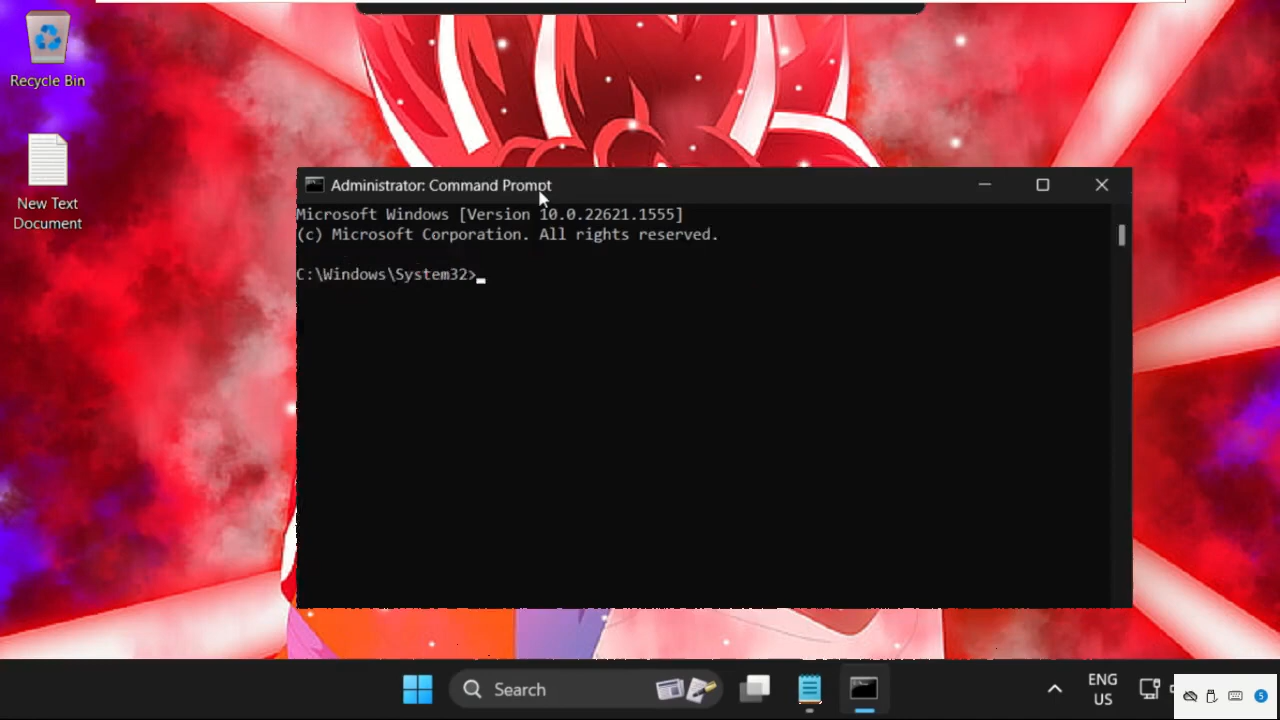 Recycle Bin
New Text
Document
Administrator: Command Prompt
Microsoft Windows [Version 10.0.22621.1555]
(c) Microsoft Corporation. All rights reserved.
C:\Windows\System32>
Search
ENG
US
5